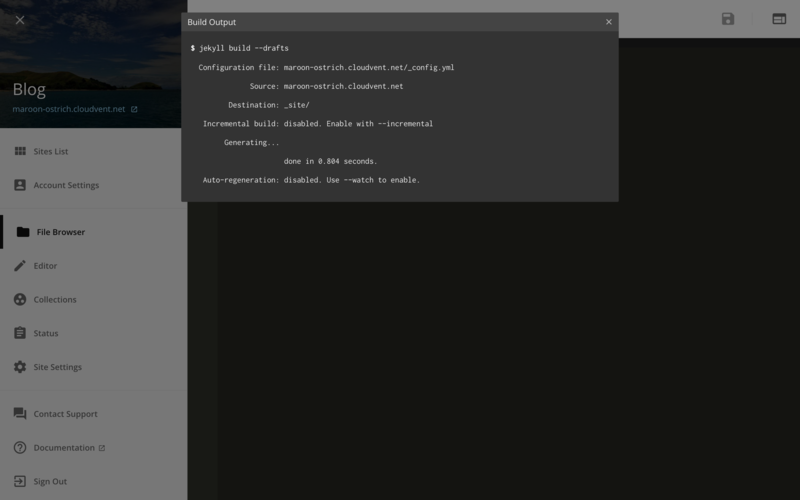 Build Output
$ jekyll build --drafts
Configuration file: maroon-ostrich.cloudvent.net/_config.yml
Source: maroon-ostrich.cloudvent.net
Destination: _site/
Incremental build: disabled. Enable with --incremental
Generating...
done in 0.804 seconds.
Auto-regeneration: disabled. Use --watch to enable.
Blog
maroon-ostrich.cloudvent.net
Sites List
Account Settings
File Browser
Editor
Collections
Status
Site Settings
Contact Support
Documentation
Sign Out